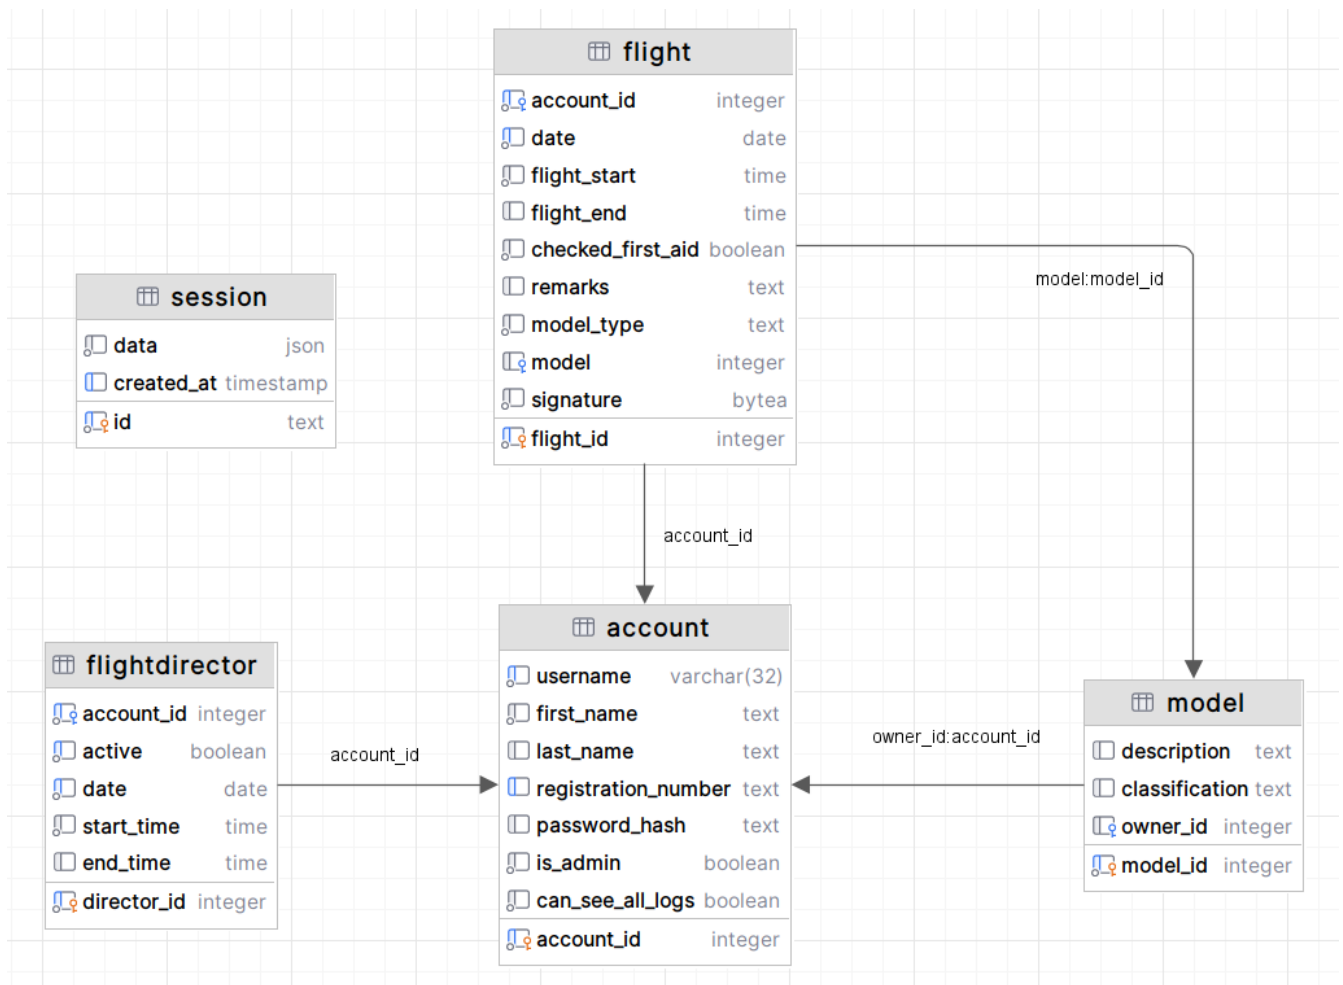 flight
account_id integer
date date
flight_start time
flight_end time
checked_first_aid boolean
remarks text
model_type text
model integer
signature bytea
flight_id integer
model:model_id
session
data json
created_at timestamp
id text
account_id
flightdirector
account_id integer
active boolean
date date
start_time time
end_time time
director_id integer
account_id
account
username varchar(32)
first_name text
last_name text
registration_number text
password_hash text
is_admin boolean
can_see_all_logs boolean
account_id integer
owner_id:account_id
model
description text
classification text
owner_id integer
model_id integer